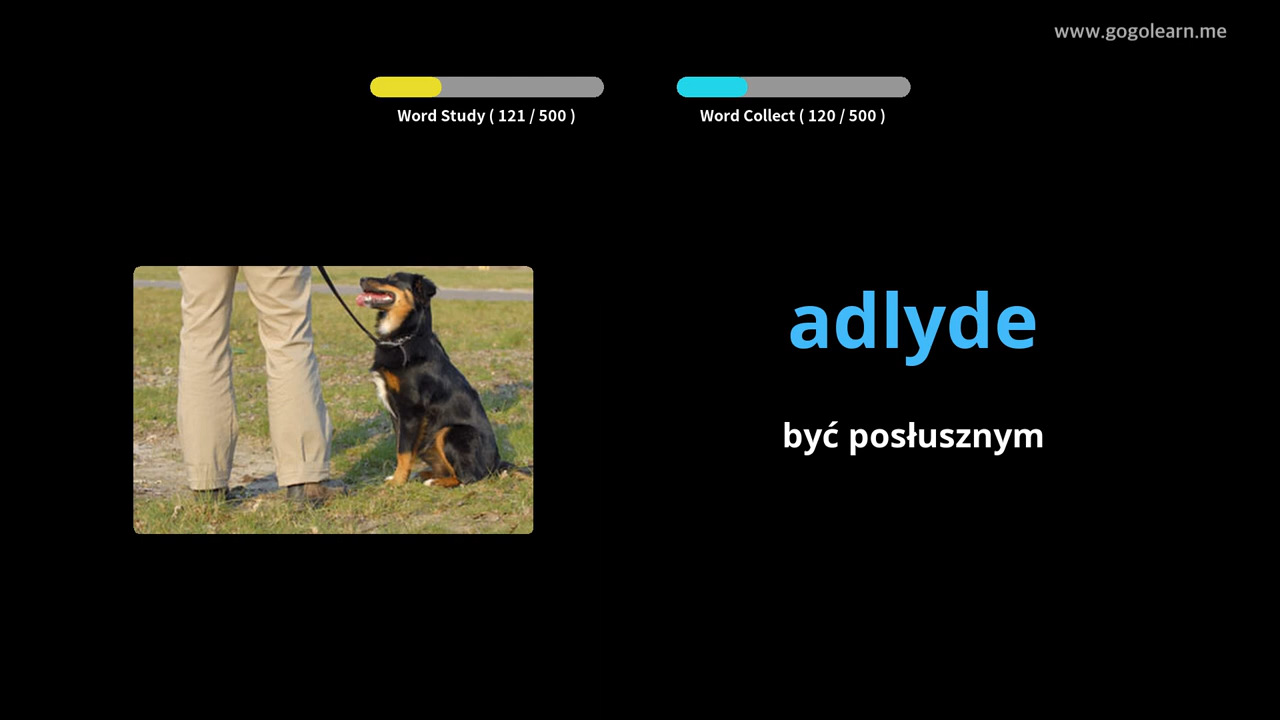 www.gogolearn.me
Word Study ( 121 / 500 )
Word Collect ( 120 / 500 )
adlyde
być posłusznym